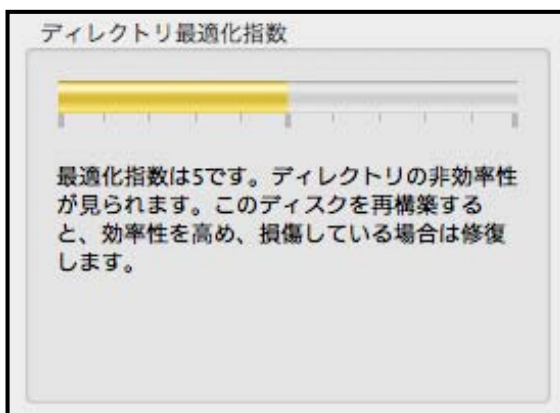 ディレクトリ最適化指数
最適化指数は5です。ディレクトリの非効率性
が見られます。このディスクを再構築する
と、効率性を高め、損傷している場合は修復
します。